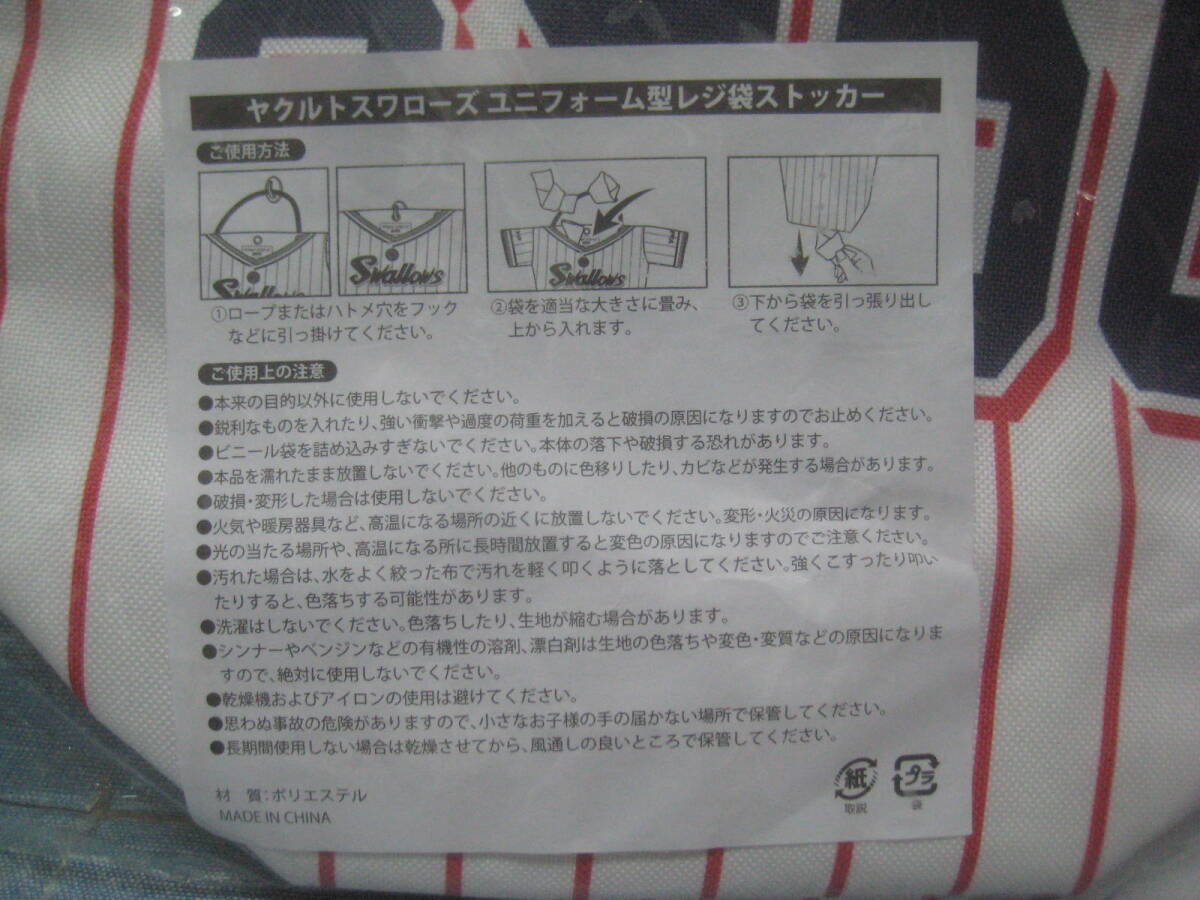 ヤクルトスワローズ ユニフォーム型レジ袋ストッカー
ご使用方法
Swallows
Swallows
Swallows
①ロープまたはハトメ穴をフック
などに引っ掛けてください。
②袋を適当な大きさに畳み、
上から入れます。
③下から袋を引っ張り出し
てください。
ご使用上の注意
●本来の目的以外に使用しないでください。
●鋭利なものを入れたり、強い衝撃や過度の荷重を加えると破損の原因になりますのでお止めください。
●ビニール袋を詰め込みすぎないでください。本体の落下や破損する恐れがあります。
●本品を濡れたまま放置しないでください。他のものに色移りしたり、カビなどが発生する場合があります。
●破損・変形した場合は使用しないでください。
●火気や暖房器具など、高温になる場所の近くに放置しないでください。変形・火災の原因になります。
●光の当たる場所や、高温になる所に長時間放置すると変色の原因になりますのでご注意ください。
●汚れた場合は、水をよく絞った布で汚れを軽く叩くように落としてください。強くこすったり叩い
たりすると、色落ちする可能性があります。
●洗濯はしないでください。色落ちしたり、生地が縮む場合があります。
●シンナーやベンジンなどの有機性の溶剤、漂白剤は生地の色落ちや変色・変質などの原因になりま
すので、絶対に使用しないでください。
●乾燥機およびアイロンの使用は避けてください。
●思わぬ事故の危険がありますので、小さなお子様の手の届かない場所で保管してください。
●長期間使用しない場合は乾燥させてから、風通しの良いところで保管してください。
材 質：ポリエステル
MADE IN CHINA
紙
取説
プラ
袋